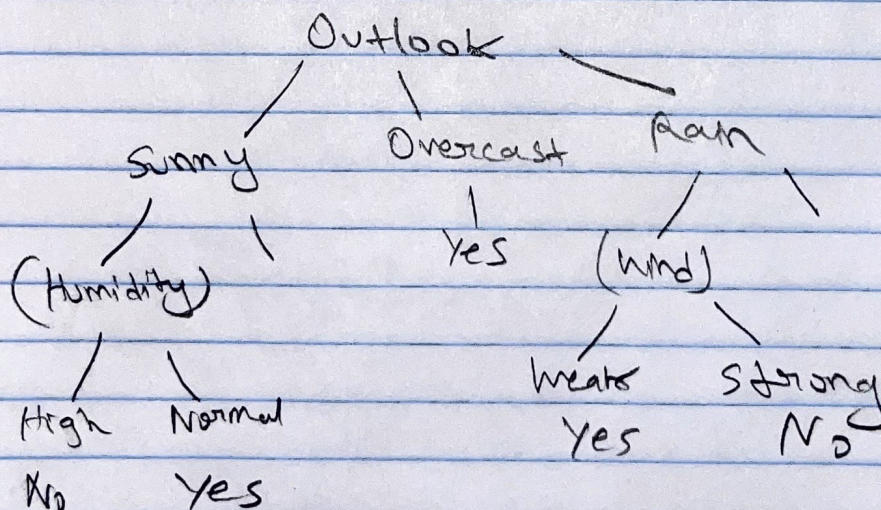 Outlook
Sunny Overcast Rain
(Humidity) Yes (Wind)
High Normal Weak Strong
No Yes Yes No